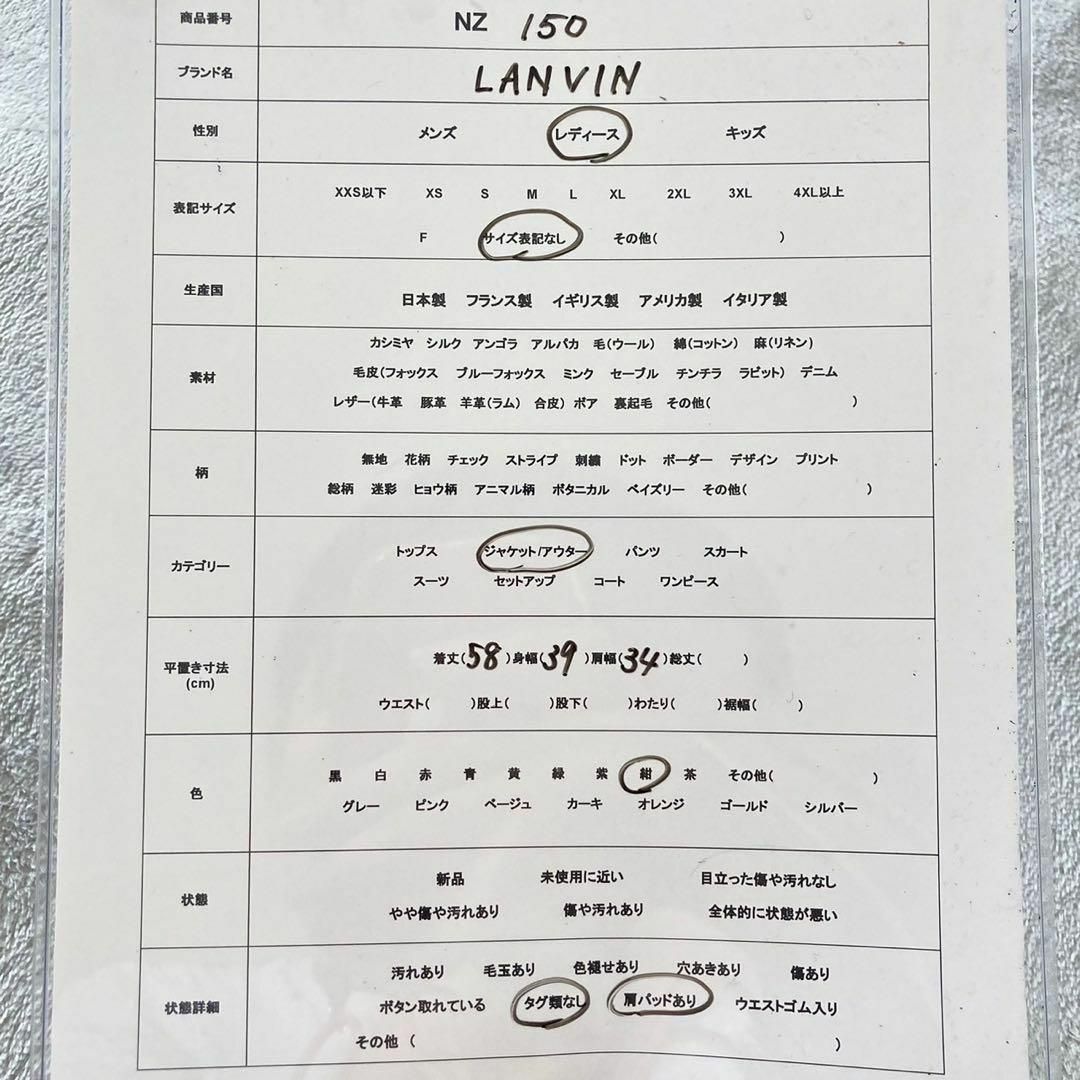 商品番号 NZ 150
ブランド名 LANVIN
性別 メンズ レディース キッズ
表記サイズ XXS以下 XS S M L XL 2XL 3XL 4XL以上
F サイズ表記なし その他( )
生産国 日本製 フランス製 イギリス製 アメリカ製 イタリア製
素材 カシミヤ シルク アンゴラ アルパカ 毛(ウール) 綿(コットン) 麻(リネン)
毛皮(フォックス ブルーフォックス ミンク セーブル チンチラ ラビット) デニム
レザー(牛革 豚革 羊革(ラム) 合皮) ボア 裏起毛 その他( )
柄 無地 花柄 チェック ストライプ 刺繍 ドット ボーダー デザイン プリント
総柄 迷彩 ヒョウ柄 アニマル柄 ボタニカル ペイズリー その他( )
カテゴリー トップス ジャケット/アウター パンツ スカート
スーツ セットアップ コート ワンピース
平置き寸法 (cm) 着丈(58)身幅(39)肩幅(34)総丈( )
ウエスト( )股上( )股下( )わたり( )裾幅( )
色 黒 白 赤 青 黄 緑 紫 紺 茶 その他( )
グレー ピンク ベージュ カーキ オレンジ ゴールド シルバー
状態 新品 未使用に近い 目立った傷や汚れなし
やや傷や汚れあり 傷や汚れあり 全体的に状態が悪い
状態詳細 汚れあり 毛玉あり 色褪せあり 穴あきあり 傷あり
ボタン取れている タグ類なし 肩パッドあり ウエストゴム入り
その他 ( )